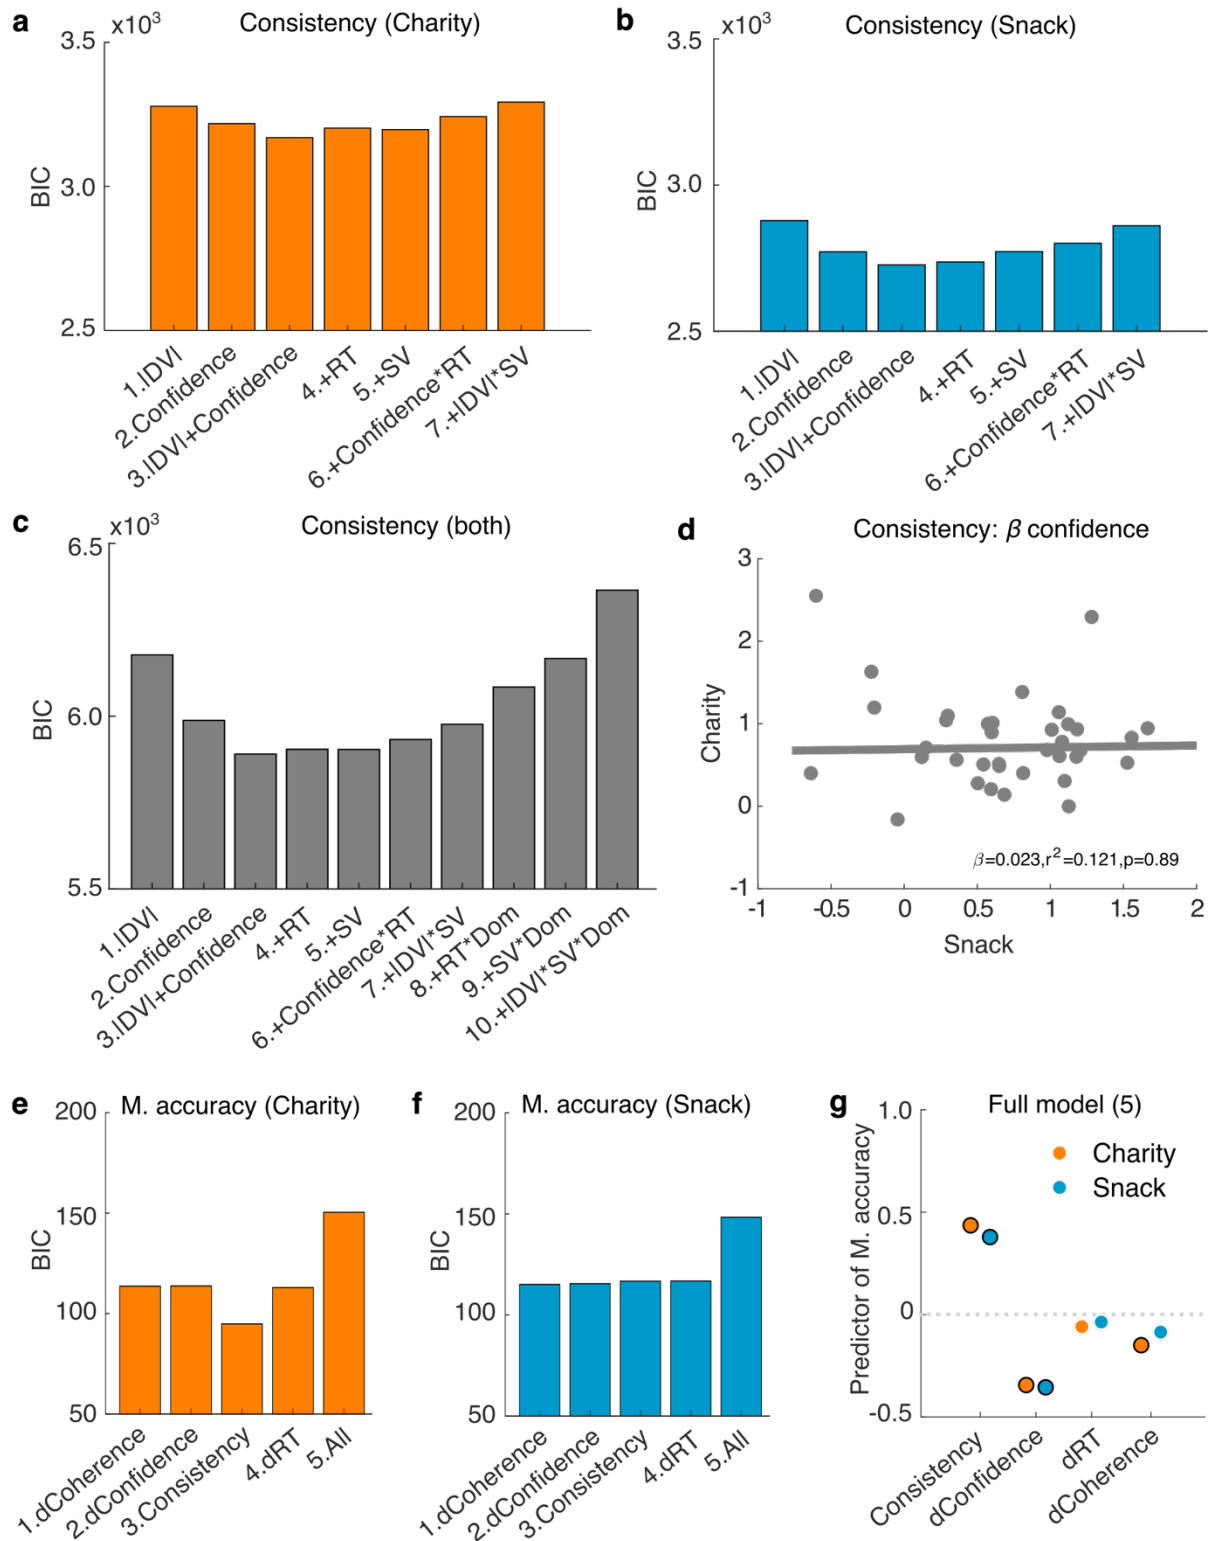 a
x10³
Consistency (Charity)
3.5
3.0
2.5
BIC
1.|DV|
2.Confidence
3.|DV|+Confidence
4.+RT
5.+SV
6.+Confidence*RT
7.+|DV|*SV
b
x10³
Consistency (Snack)
3.5
3.0
2.5
BIC
1.|DV|
2.Confidence
3.|DV|+Confidence
4.+RT
5.+SV
6.+Confidence*RT
7.+|DV|*SV
c
x10³
Consistency (both)
6.5
6.0
5.5
BIC
1.|DV|
2.Confidence
3.|DV|+Confidence
4.+RT
5.+SV
6.+Confidence*RT
7.+|DV|*SV
8.+RT*Dom
9.+SV*Dom
10.+|DV|*SV*Dom
d
Consistency: β confidence
3
2
1
0
-1
Charity
β=0.023,r²=0.121,p=0.89
-1
-0.5
0
0.5
1
1.5
2
Snack
e
M. accuracy (Charity)
200
150
100
50
BIC
1.dCoherence
2.dConfidence
3.Consistency
4.dRT
5.All
f
M. accuracy (Snack)
200
150
100
50
BIC
1.dCoherence
2.dConfidence
3.Consistency
4.dRT
5.All
g
Full model (5)
1.0
0.5
0
-0.5
Predictor of M. accuracy
Charity
Snack
Consistency
dConfidence
dRT
dCoherence